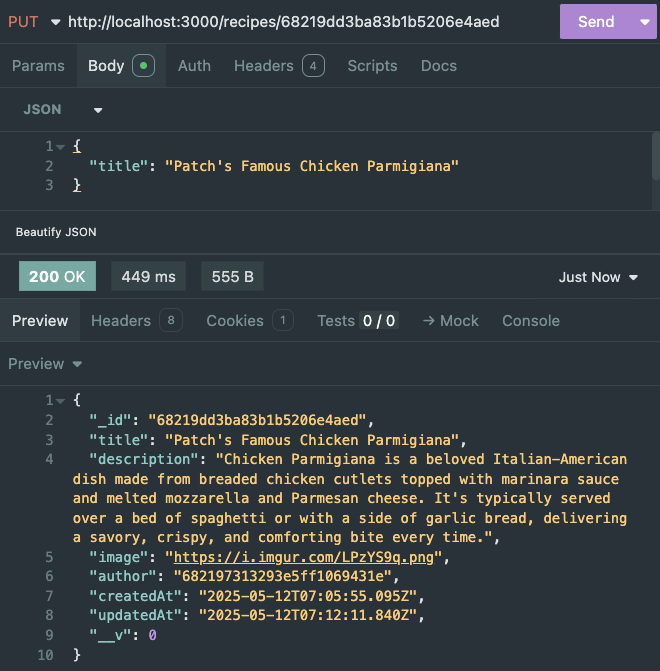 PUT http://localhost:3000/recipes/68219dd3ba83b1b5206e4aed Send
Params Body Auth Headers 4 Scripts Docs
JSON
1 {
2 "title": "Patch's Famous Chicken Parmigiana"
3 }
Beautify JSON
200 OK 449 ms 555 B Just Now
Preview Headers 8 Cookies 1 Tests 0 / 0 → Mock Console
Preview
1 {
2 "_id": "68219dd3ba83b1b5206e4aed",
3 "title": "Patch's Famous Chicken Parmigiana",
4 "description": "Chicken Parmigiana is a beloved Italian-American
dish made from breaded chicken cutlets topped with marinara sauce
and melted mozzarella and Parmesan cheese. It's typically served
over a bed of spaghetti or with a side of garlic bread, delivering
a savory, crispy, and comforting bite every time.",
5 "image": "https://i.imgur.com/LPzYS9q.png",
6 "author": "682197313293e5ff1069431e",
7 "createdAt": "2025-05-12T07:05:55.095Z",
8 "updatedAt": "2025-05-12T07:12:11.840Z",
9 "__v": 0
10 }